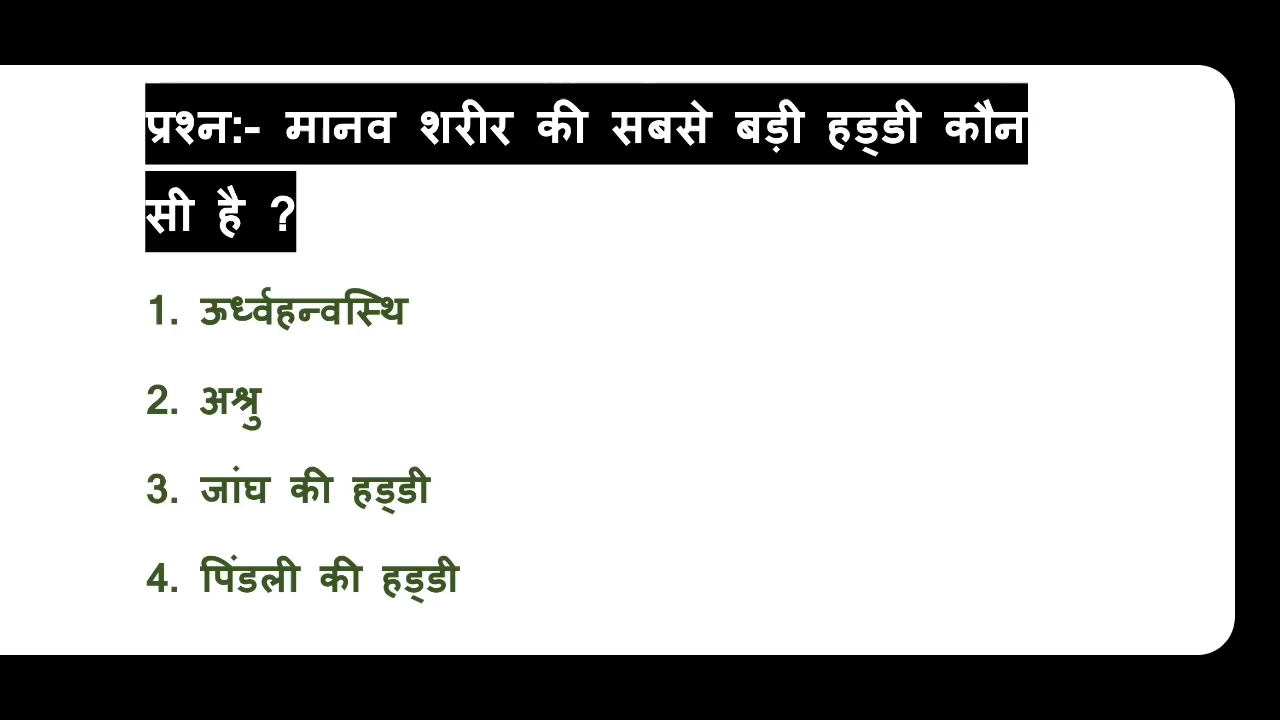 प्रश्न:- मानव शरीर की सबसे बड़ी हड्डी कौन
सी है ?
1. ऊर्ध्वहन्वस्थि
2. अश्रु
3. जांघ की हड्डी
4. पिंडली की हड्डी